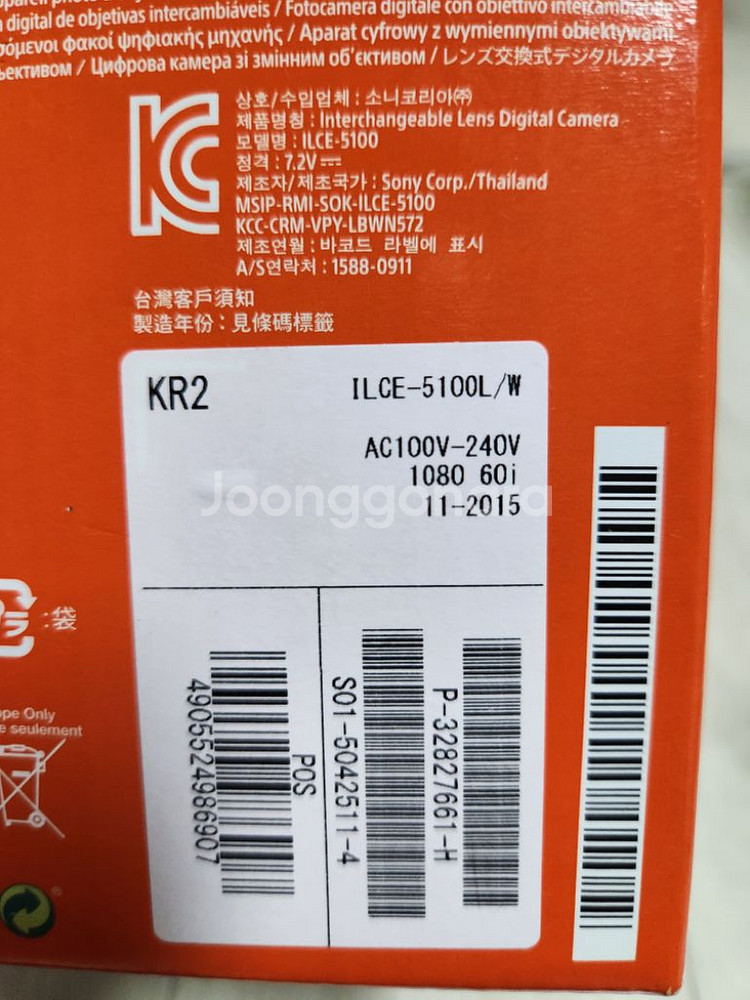 digital de objetivas intercambiáveis / Fotocamera digitale con obiettivo intercambiabile
όμενοι φακοί ψηφιακής μηχανής / Aparat cyfrowy z wymiennymi obiektywami
ективом / Цифрова камера зі змінним об'єктивом / レンズ交換式デジタルカメラ
상호/수입업체 : 소니코리아㈜
제품명칭 : Interchangeable Lens Digital Camera
모델명 : ILCE-5100
정격 : 7.2V⎓
제조자/제조국가 : Sony Corp./Thailand
MSIP-RMI-SOK-ILCE-5100
KCC-CRM-VPY-LBWN572
제조연월 : 바코드 라벨에 표시
A/S연락처 : 1588-0911
台灣客戶須知
製造年份 : 見條碼標籤
KR2
ILCE-5100L/W
AC100V-240V
1080 60i
11-2015
Joonggonara
:袋
ope Only
e seulement
4905524986907
POS
S01-5042511-4
P-32827661-H